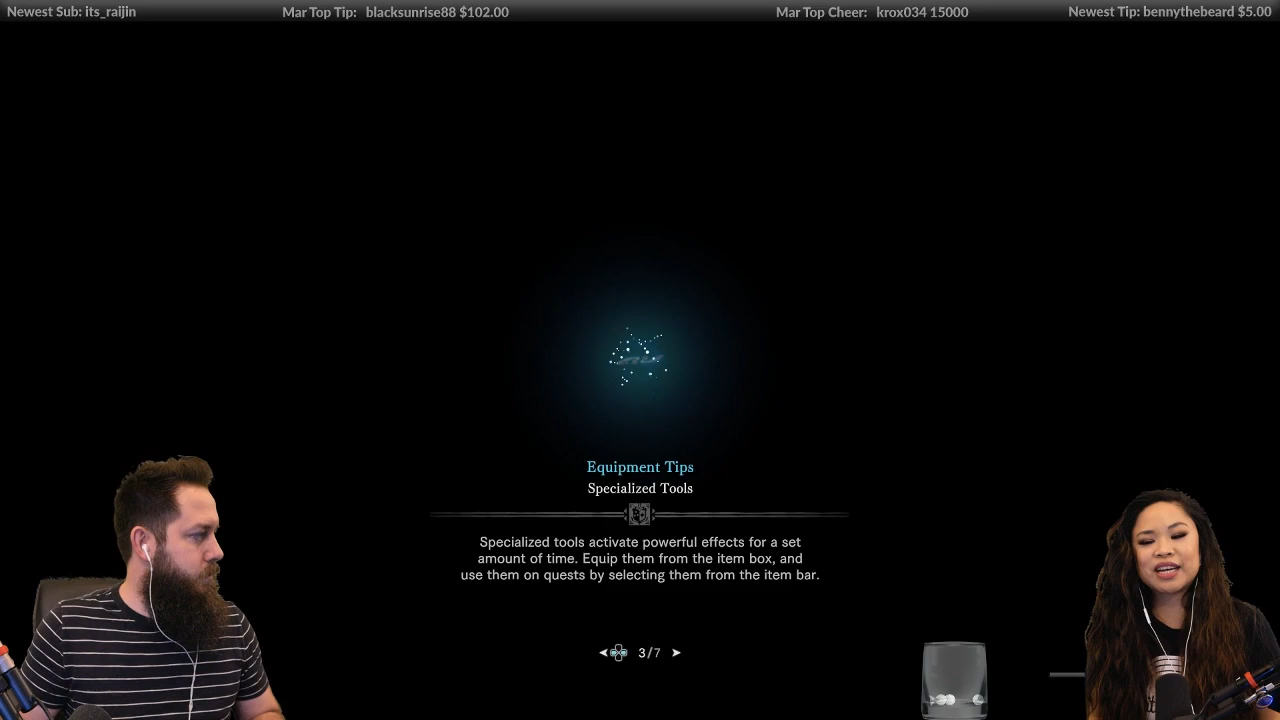 Newest Sub: its_raijin
Mar Top Tip: blacksunrise88 $102.00
Mar Top Cheer: krox034 15000
Newest Tip: bennythebeard $5.00
Equipment Tips
Specialized Tools
Specialized tools activate powerful effects for a set
amount of time. Equip them from the item box, and
use them on quests by selecting them from the item bar.
3/7